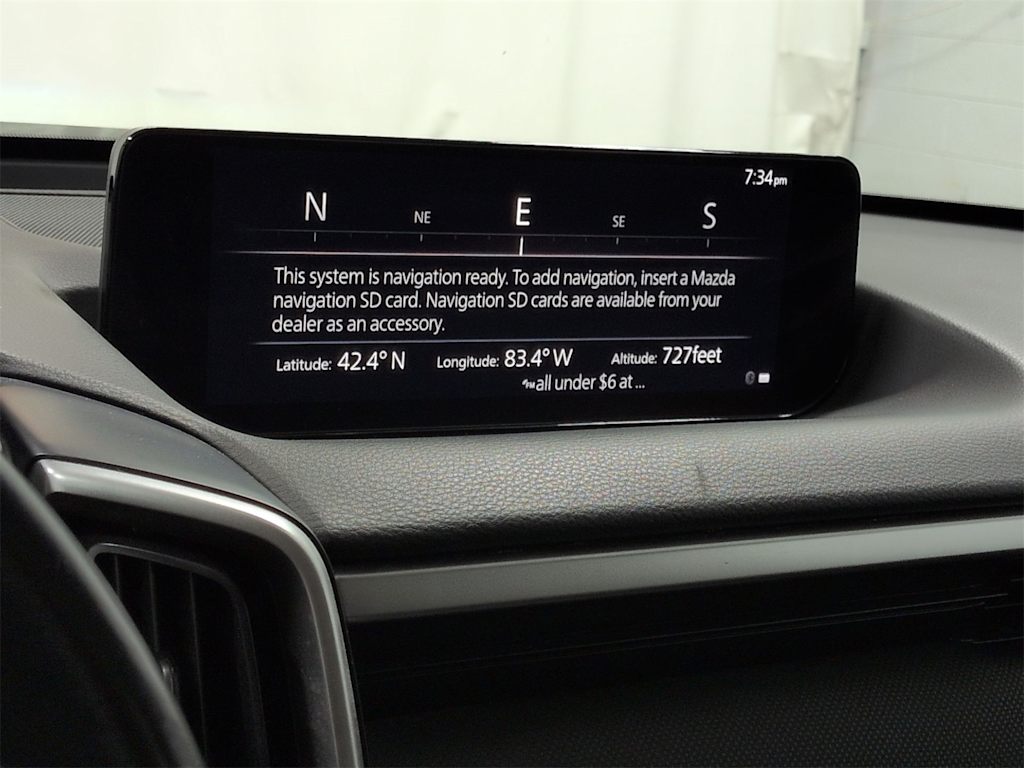 7:34pm
N NE E SE S
This system is navigation ready. To add navigation, insert a Mazda
navigation SD card. Navigation SD cards are available from your
dealer as an accessory.
Latitude: 42.4° N Longitude: 83.4° W Altitude: 727feet
FM all under $6 at ...